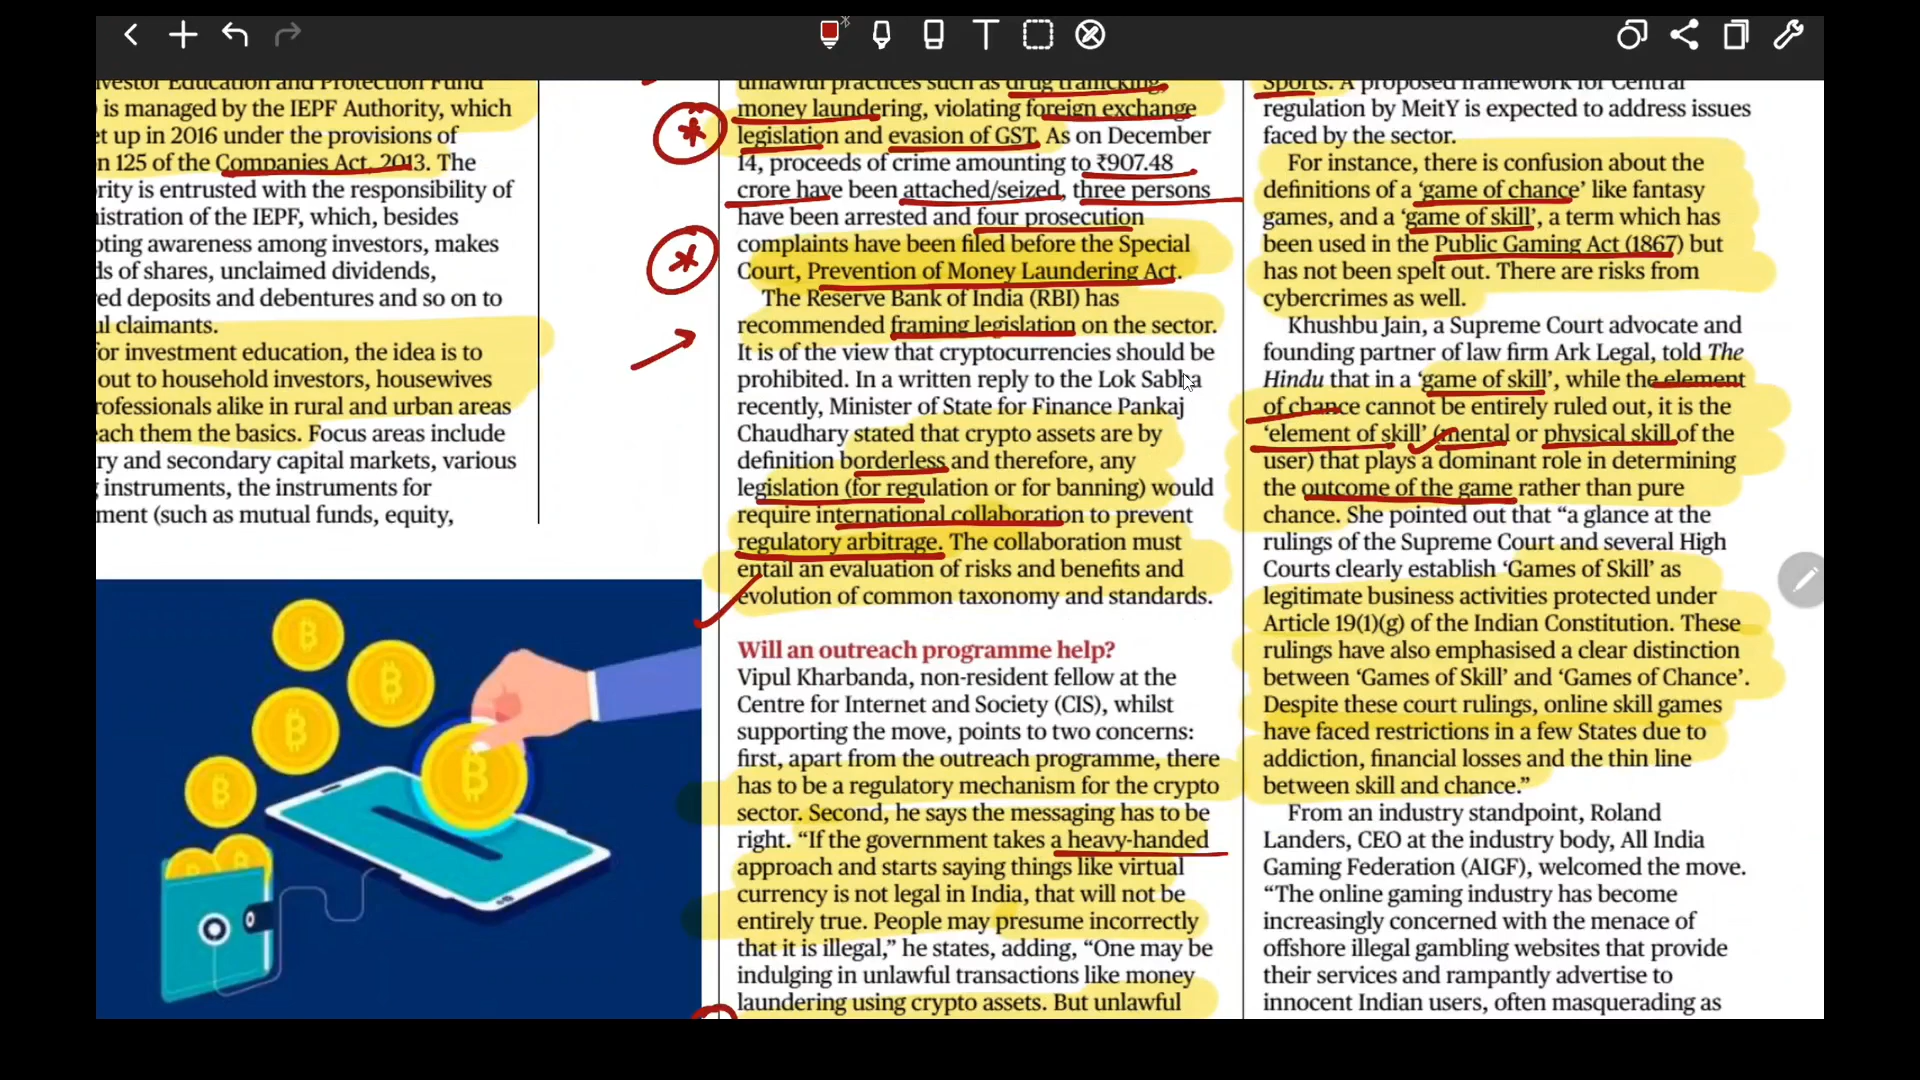 vestor Education and Protection Fund
) is managed by the IEPF Authority, which
et up in 2016 under the provisions of
n 125 of the Companies Act, 2013. The
rity is entrusted with the responsibility of
istration of the IEPF, which, besides
oting awareness among investors, makes
ds of shares, unclaimed dividends,
ed deposits and debentures and so on to
ul claimants.
for investment education, the idea is to
out to household investors, housewives
rofessionals alike in rural and urban areas
each them the basics. Focus areas include
ry and secondary capital markets, various
instruments, the instruments for
ment (such as mutual funds, equity,
unlawful practices such as drug trafficking,
money laundering, violating foreign exchange
legislation and evasion of GST. As on December
14, proceeds of crime amounting to ₹907.48
crore have been attached/seized, three persons
have been arrested and four prosecution
complaints have been filed before the Special
Court, Prevention of Money Laundering Act.
The Reserve Bank of India (RBI) has
recommended framing legislation on the sector.
It is of the view that cryptocurrencies should be
prohibited. In a written reply to the Lok Sabha
recently, Minister of State for Finance Pankaj
Chaudhary stated that crypto assets are by
definition borderless and therefore, any
legislation (for regulation or for banning) would
require international collaboration to prevent
regulatory arbitrage. The collaboration must
entail an evaluation of risks and benefits and
evolution of common taxonomy and standards.
Will an outreach programme help?
Vipul Kharbanda, non-resident fellow at the
Centre for Internet and Society (CIS), whilst
supporting the move, points to two concerns:
first, apart from the outreach programme, there
has to be a regulatory mechanism for the crypto
sector. Second, he says the messaging has to be
right. “If the government takes a heavy-handed
approach and starts saying things like virtual
currency is not legal in India, that will not be
entirely true. People may presume incorrectly
that it is illegal,” he states, adding, “One may be
indulging in unlawful transactions like money
laundering using crypto assets. But unlawful
Sports. A proposed framework for Central
regulation by MeitY is expected to address issues
faced by the sector.
For instance, there is confusion about the
definitions of a ‘game of chance’ like fantasy
games, and a ‘game of skill’, a term which has
been used in the Public Gaming Act (1867) but
has not been spelt out. There are risks from
cybercrimes as well.
Khushbu Jain, a Supreme Court advocate and
founding partner of law firm Ark Legal, told The
Hindu that in a ‘game of skill’, while the element
of chance cannot be entirely ruled out, it is the
‘element of skill’ (mental or physical skill of the
user) that plays a dominant role in determining
the outcome of the game rather than pure
chance. She pointed out that “a glance at the
rulings of the Supreme Court and several High
Courts clearly establish ‘Games of Skill’ as
legitimate business activities protected under
Article 19(1)(g) of the Indian Constitution. These
rulings have also emphasised a clear distinction
between ‘Games of Skill’ and ‘Games of Chance’.
Despite these court rulings, online skill games
have faced restrictions in a few States due to
addiction, financial losses and the thin line
between skill and chance.”
From an industry standpoint, Roland
Landers, CEO at the industry body, All India
Gaming Federation (AIGF), welcomed the move.
“The online gaming industry has become
increasingly concerned with the menace of
offshore illegal gambling websites that provide
their services and rampantly advertise to
innocent Indian users, often masquerading as